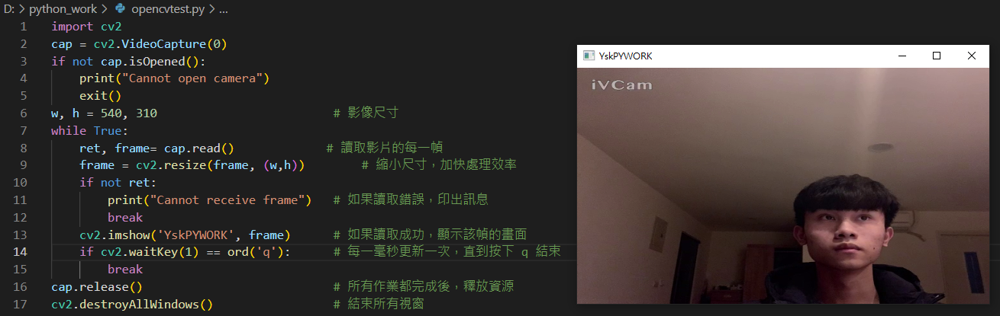 D: > python_work > opencvtest.py > ...
1 import cv2
2 cap = cv2.VideoCapture(0)
3 if not cap.isOpened():
4 print("Cannot open camera")
5 exit()
6 w, h = 540, 310 # 影像尺寸
7 while True:
8 ret, frame= cap.read() # 讀取影片的每一幀
9 frame = cv2.resize(frame, (w,h)) # 縮小尺寸，加快處理效率
10 if not ret:
11 print("Cannot receive frame") # 如果讀取錯誤，印出訊息
12 break
13 cv2.imshow('YskPYWORK', frame) # 如果讀取成功，顯示該幀的畫面
14 if cv2.waitKey(1) == ord('q'): # 每一毫秒更新一次，直到按下 q 結束
15 break
16 cap.release() # 所有作業都完成後，釋放資源
17 cv2.destroyAllWindows() # 結束所有視窗
YskPYWORK
iVCam